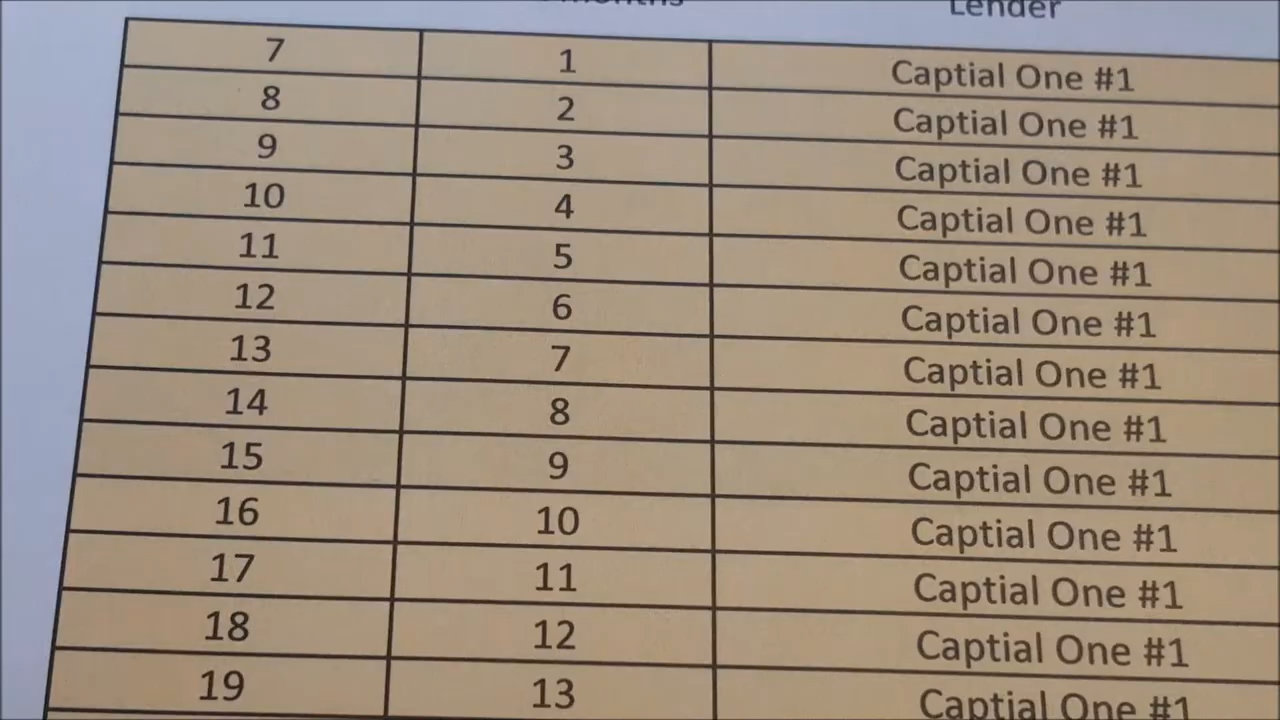 months Lender
7 1 Captial One #1
8 2 Captial One #1
9 3 Captial One #1
10 4 Captial One #1
11 5 Captial One #1
12 6 Captial One #1
13 7 Captial One #1
14 8 Captial One #1
15 9 Captial One #1
16 10 Captial One #1
17 11 Captial One #1
18 12 Captial One #1
19 13 Captial One #1